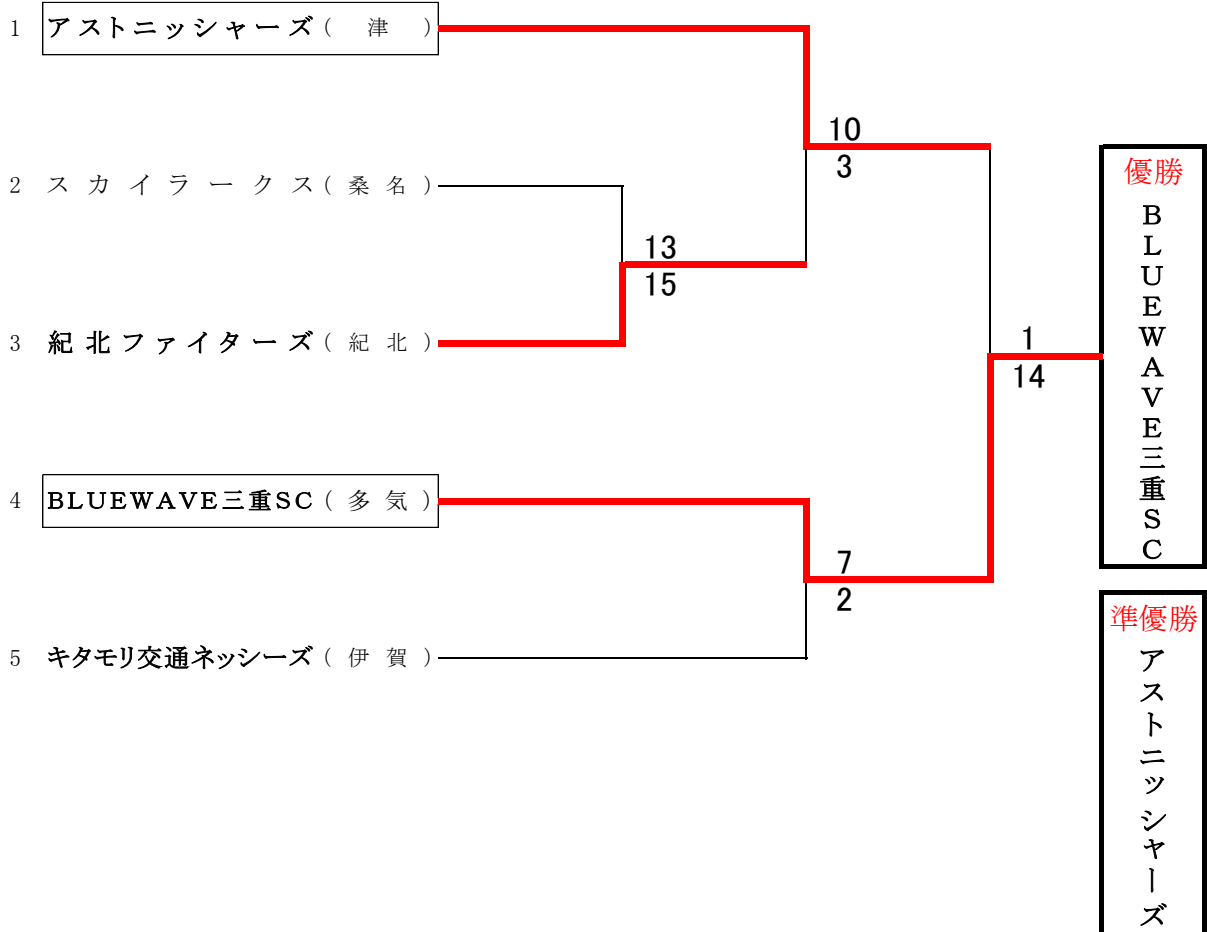 1 アストニッシャーズ(　津　)
10
3
2 スカイラークス(桑名)
13
15
3 紀北ファイターズ(紀北)
1
14
4 BLUEWAVE三重SC(多気)
7
2
5 キタモリ交通ネッシーズ(伊賀)
優勝
BLUEWAVE三重SC
準優勝
アストニッシャーズ